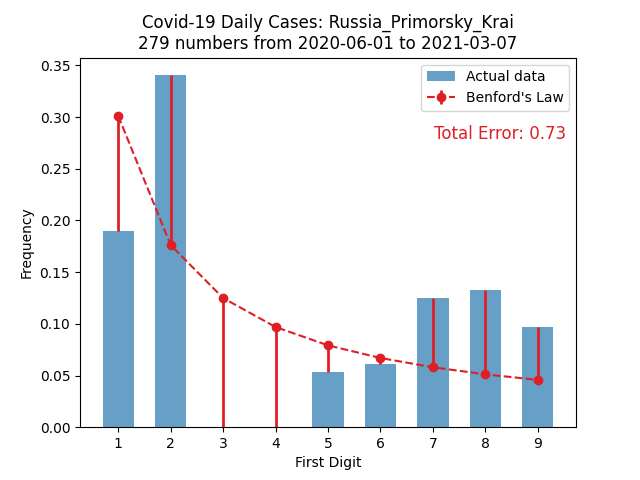 Covid-19 Daily Cases: Russia_Primorsky_Krai
279 numbers from 2020-06-01 to 2021-03-07
Actual data
Benford's Law
Total Error: 0.73
Frequency
0.35
0.30
0.25
0.20
0.15
0.10
0.05
0.00
1 2 3 4 5 6 7 8 9
First Digit